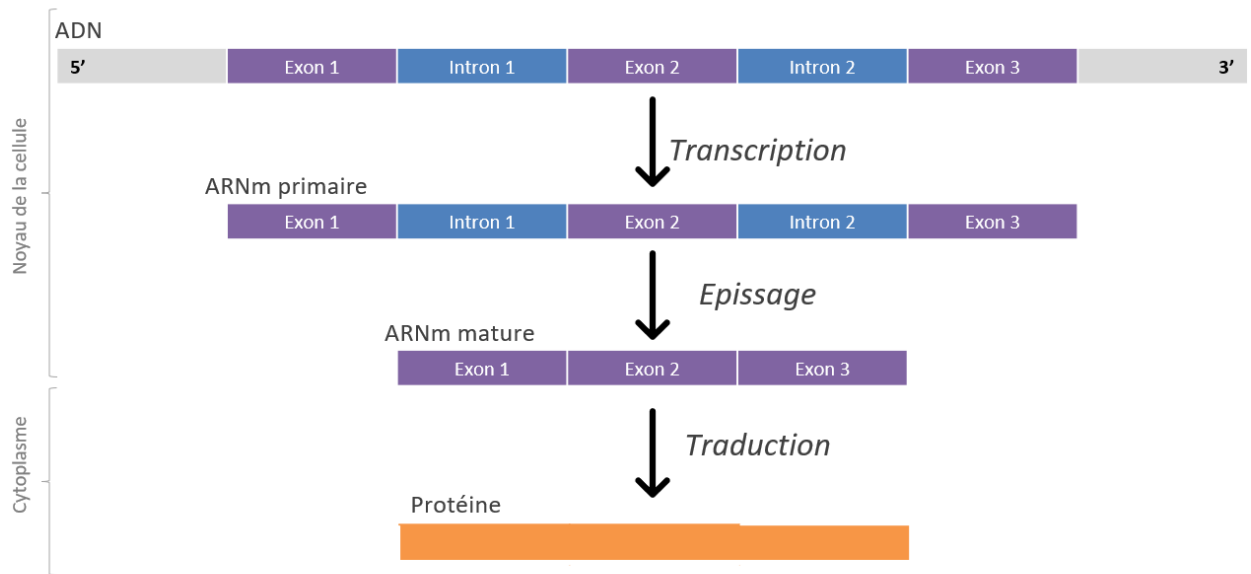 ADN
5’ Exon 1 Intron 1 Exon 2 Intron 2 Exon 3 3’
Transcription
ARNm primaire
Exon 1 Intron 1 Exon 2 Intron 2 Exon 3
Noyau de la cellule
Epissage
ARNm mature
Exon 1 Exon 2 Exon 3
Traduction
Cytoplasme
Protéine